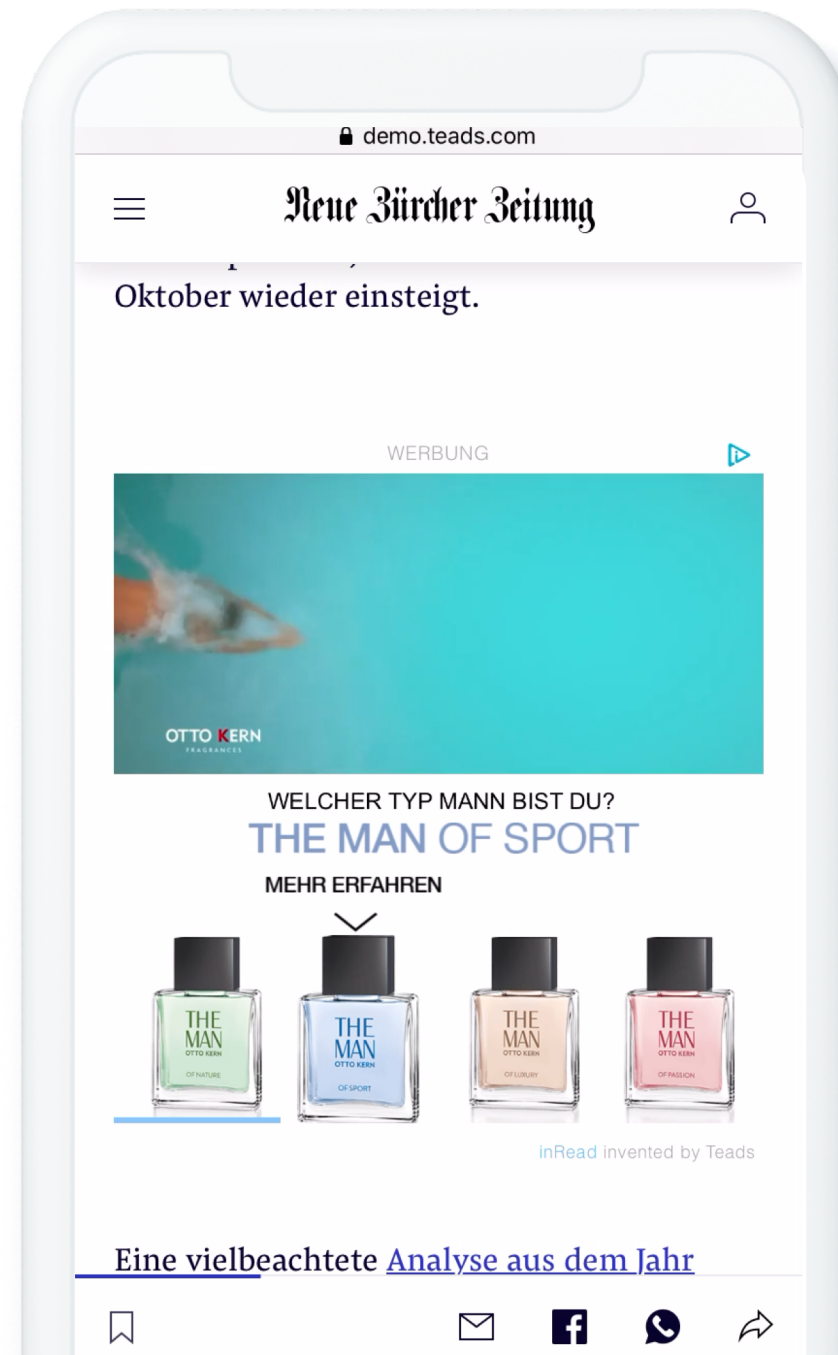 demo.teads.com
Neue Zürcher Zeitung
Oktober wieder einsteigt.
WERBUNG
OTTO KERN
FRAGRANCES
WELCHER TYP MANN BIST DU?
THE MAN OF SPORT
MEHR ERFAHREN
THE
MAN
OTTO KERN
OF NATURE
THE
MAN
OTTO KERN
OF SPORT
THE
MAN
OTTO KERN
OF LUXURY
THE
MAN
OTTO KERN
OF PASSION
inRead invented by Teads
Eine vielbeachtete Analyse aus dem Jahr